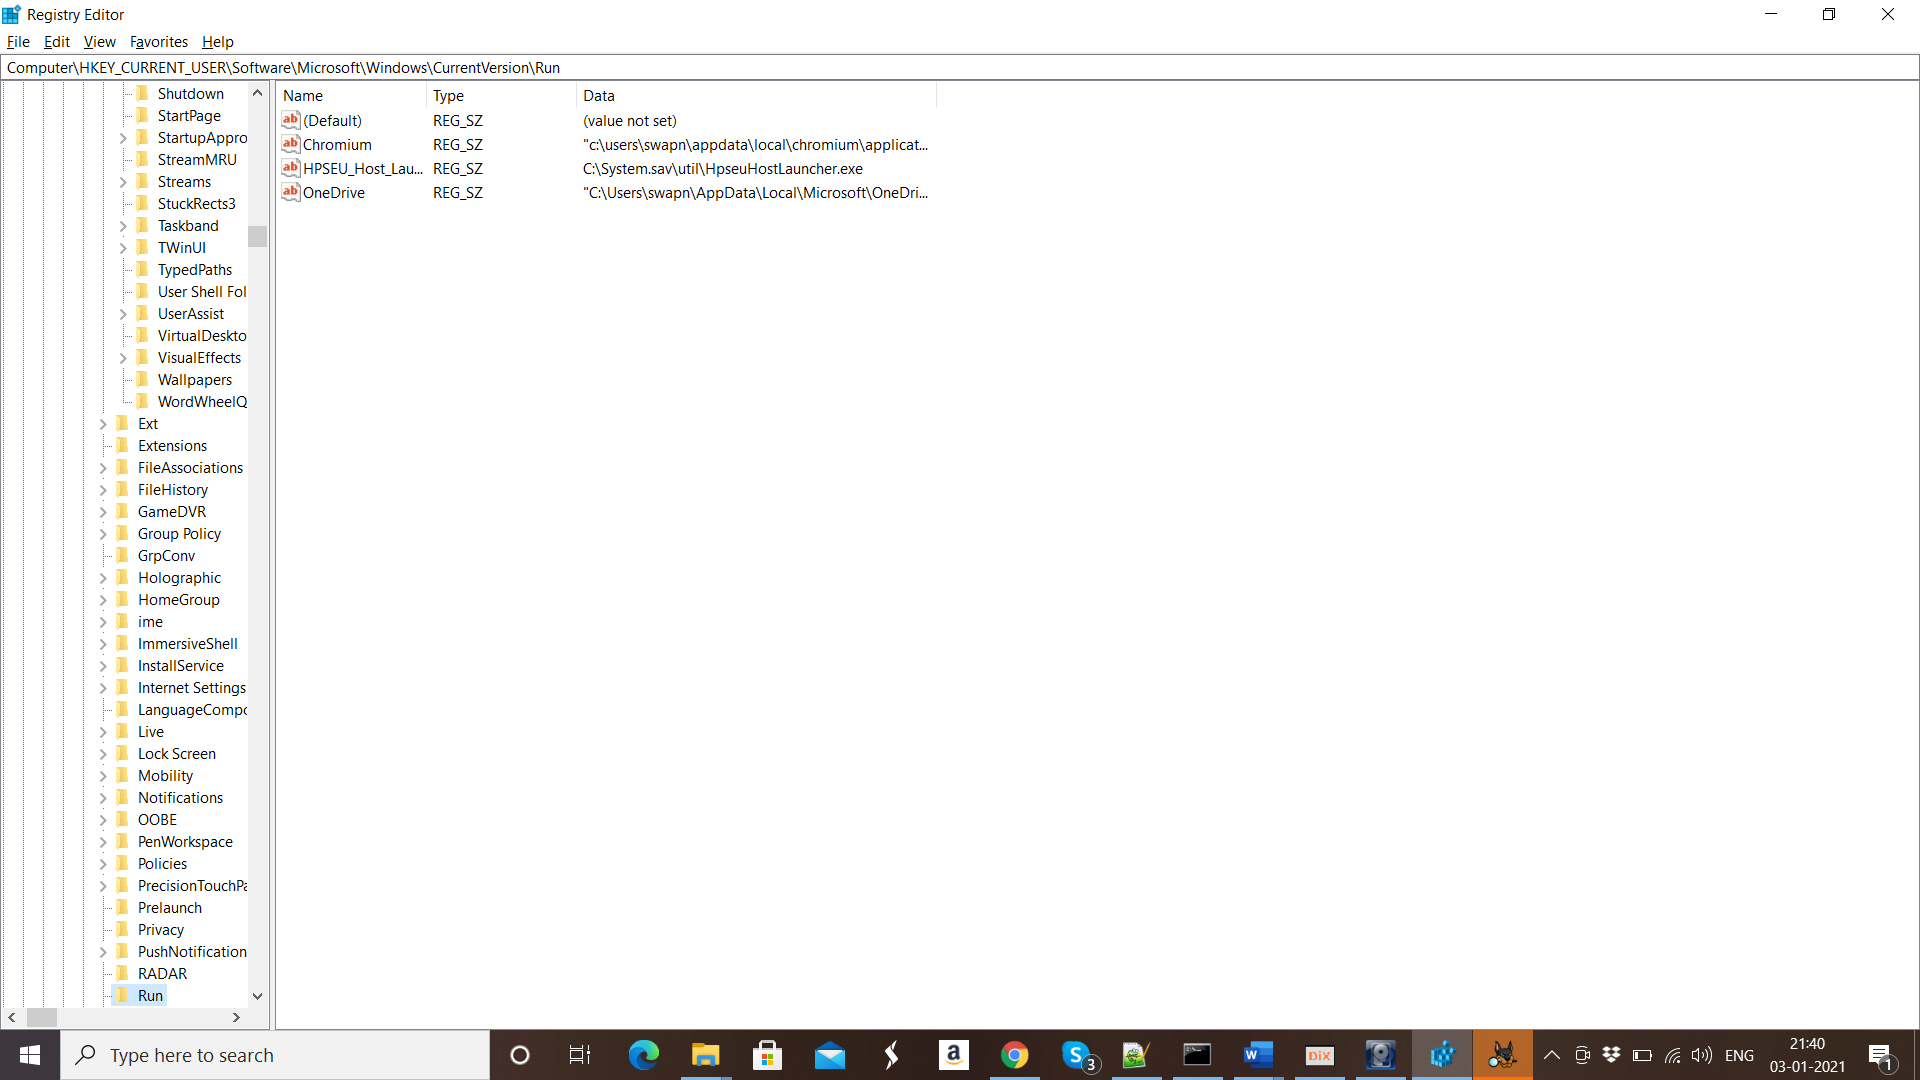 Registry Editor
File Edit View Favorites Help
Computer\HKEY_CURRENT_USER\Software\Microsoft\Windows\CurrentVersion\Run
Shutdown
StartPage
StartupAppro
StreamMRU
Streams
StuckRects3
Taskband
TWinUI
TypedPaths
User Shell Fol
UserAssist
VirtualDeskto
VisualEffects
Wallpapers
WordWheelQ
Ext
Extensions
FileAssociations
FileHistory
GameDVR
Group Policy
GrpConv
Holographic
HomeGroup
ime
ImmersiveShell
InstallService
Internet Settings
LanguageCompo
Live
Lock Screen
Mobility
Notifications
OOBE
PenWorkspace
Policies
PrecisionTouchPa
Prelaunch
Privacy
PushNotification
RADAR
Run
Name Type Data
(Default) REG_SZ (value not set)
Chromium REG_SZ "c:\users\swapn\appdata\local\chromium\applicat...
HPSEU_Host_Lau... REG_SZ C:\System.sav\util\HpseuHostLauncher.exe
OneDrive REG_SZ "C:\Users\swapn\AppData\Local\Microsoft\OneDri...
Type here to search
a
S 3
W
DiX
ENG
21:40
03-01-2021
1